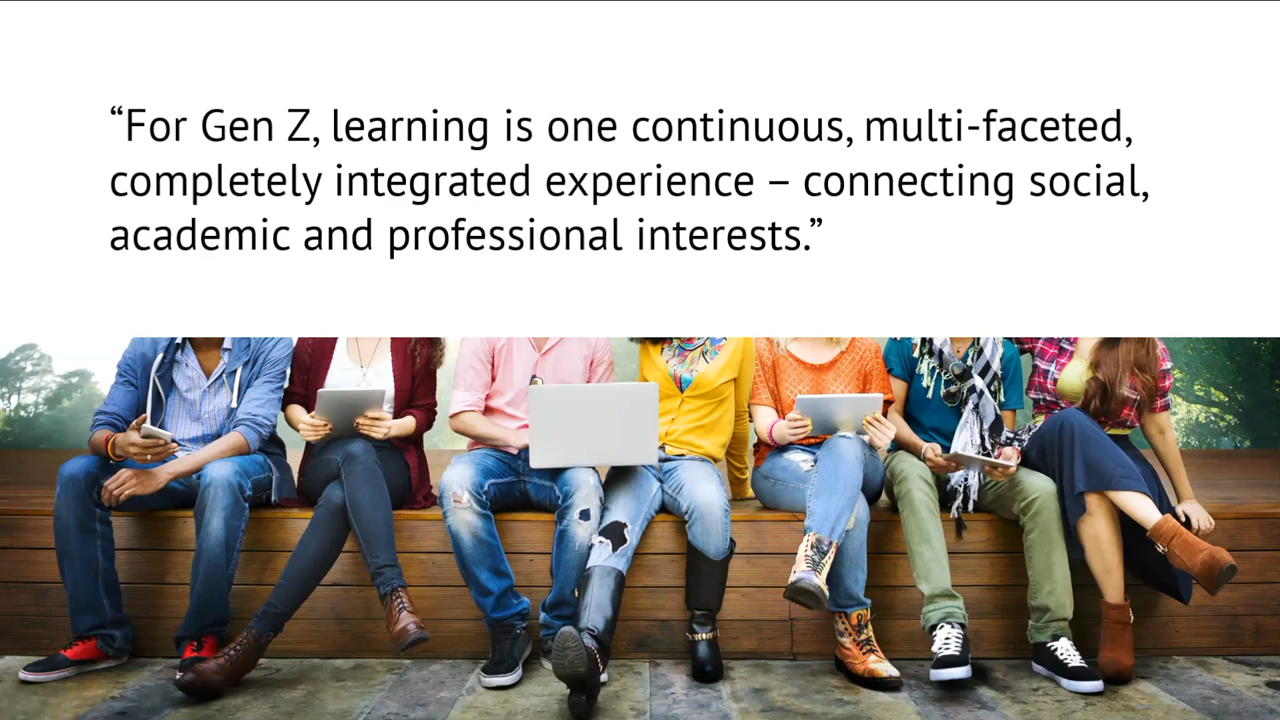 “For Gen Z, learning is one continuous, multi-faceted,
completely integrated experience – connecting social,
academic and professional interests.”